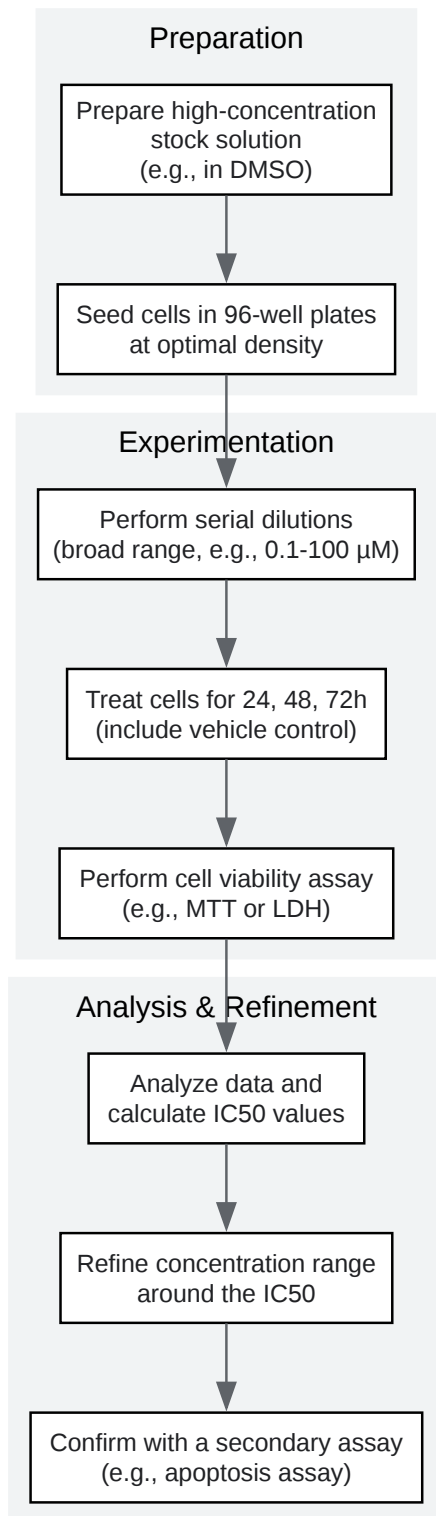 Preparation
Prepare high-concentration
stock solution
(e.g., in DMSO)
Seed cells in 96-well plates
at optimal density
Experimentation
Perform serial dilutions
(broad range, e.g., 0.1-100 µM)
Treat cells for 24, 48, 72h
(include vehicle control)
Perform cell viability assay
(e.g., MTT or LDH)
Analysis & Refinement
Analyze data and
calculate IC50 values
Refine concentration range
around the IC50
Confirm with a secondary assay
(e.g., apoptosis assay)